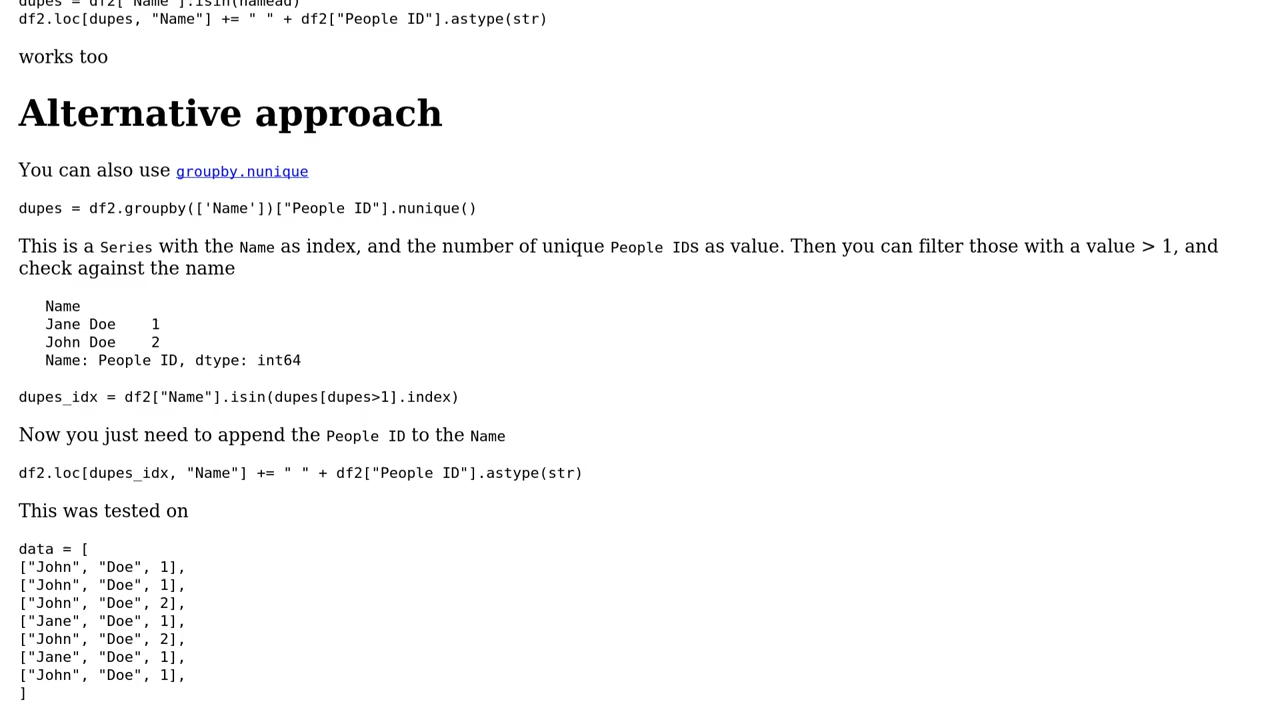 dupes = df2["Name"].isin(namead)
df2.loc[dupes, "Name"] += " " + df2["People ID"].astype(str)
works too
Alternative approach
You can also use groupby.nunique
dupes = df2.groupby(['Name'])["People ID"].nunique()
This is a Series with the Name as index, and the number of unique People IDs as value. Then you can filter those with a value > 1, and
check against the name
Name
Jane Doe    1
John Doe    2
Name: People ID, dtype: int64
dupes_idx = df2["Name"].isin(dupes[dupes>1].index)
Now you just need to append the People ID to the Name
df2.loc[dupes_idx, "Name"] += " " + df2["People ID"].astype(str)
This was tested on
data = [
["John", "Doe", 1],
["John", "Doe", 1],
["John", "Doe", 2],
["Jane", "Doe", 1],
["John", "Doe", 2],
["Jane", "Doe", 1],
["John", "Doe", 1],
]